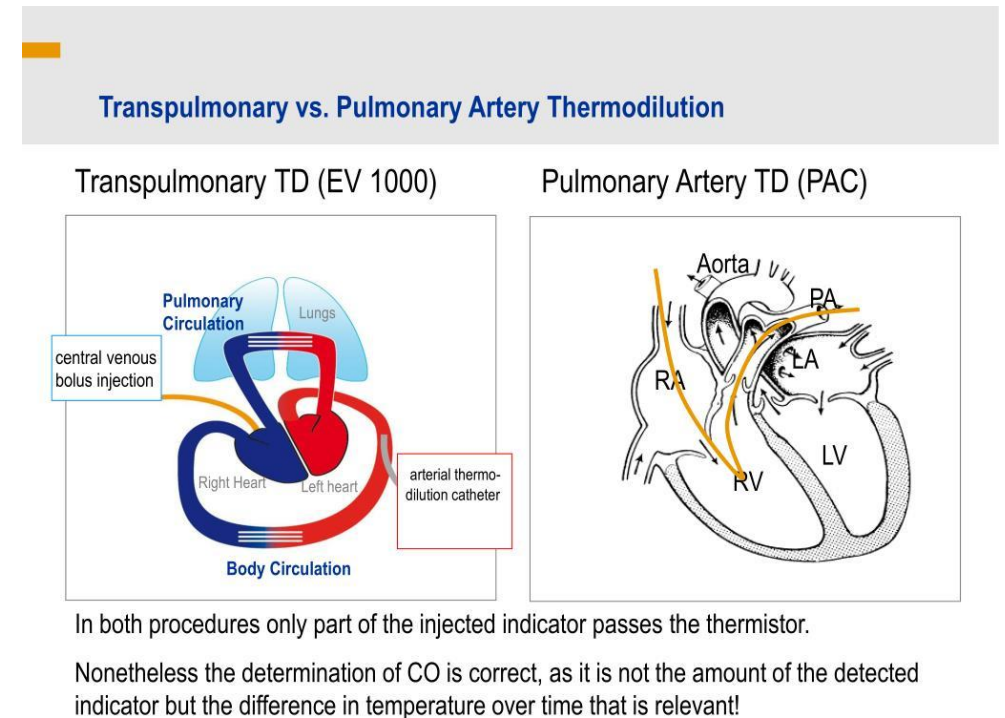 Transpulmonary vs. Pulmonary Artery Thermodilution
Transpulmonary TD (EV 1000)
Pulmonary Artery TD (PAC)
Pulmonary
Circulation
Lungs
central venous
bolus injection
Right Heart
Left heart
arterial thermo-
dilution catheter
Body Circulation
Aorta
PA
LA
RA
LV
RV
In both procedures only part of the injected indicator passes the thermistor.
Nonetheless the determination of CO is correct, as it is not the amount of the detected
indicator but the difference in temperature over time that is relevant!